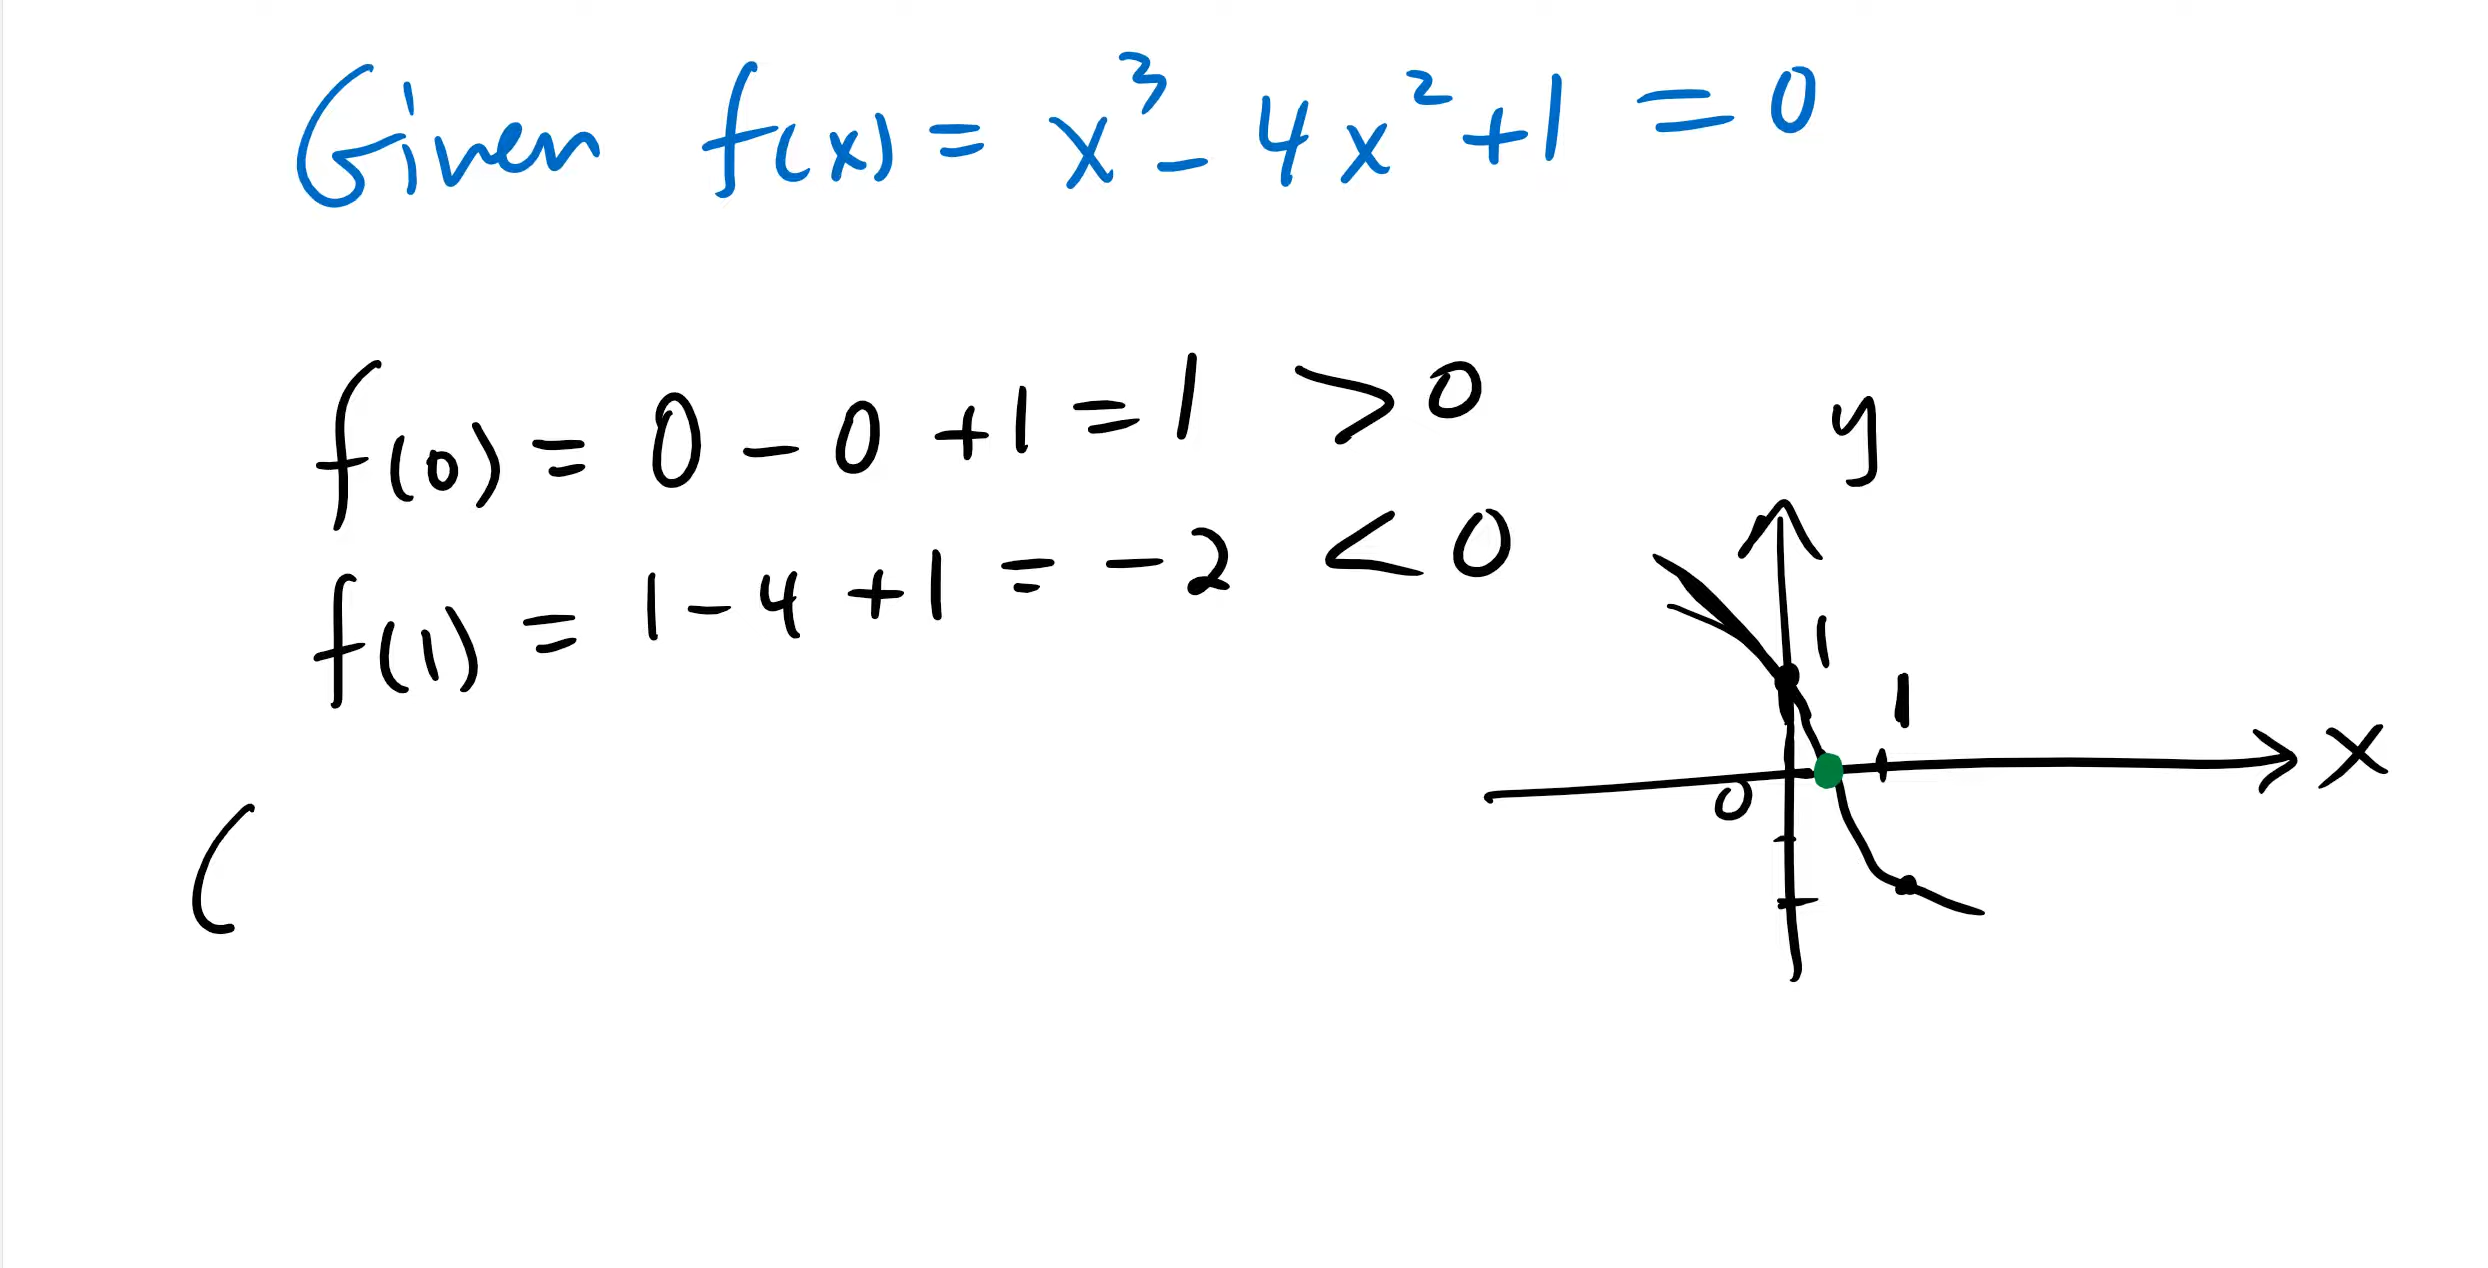 Given f(x) = x³ - 4x² + 1 = 0
f(0) = 0 - 0 + 1 = 1 > 0
f(1) = 1 - 4 + 1 = -2 < 0
y
1
1
x
0
(